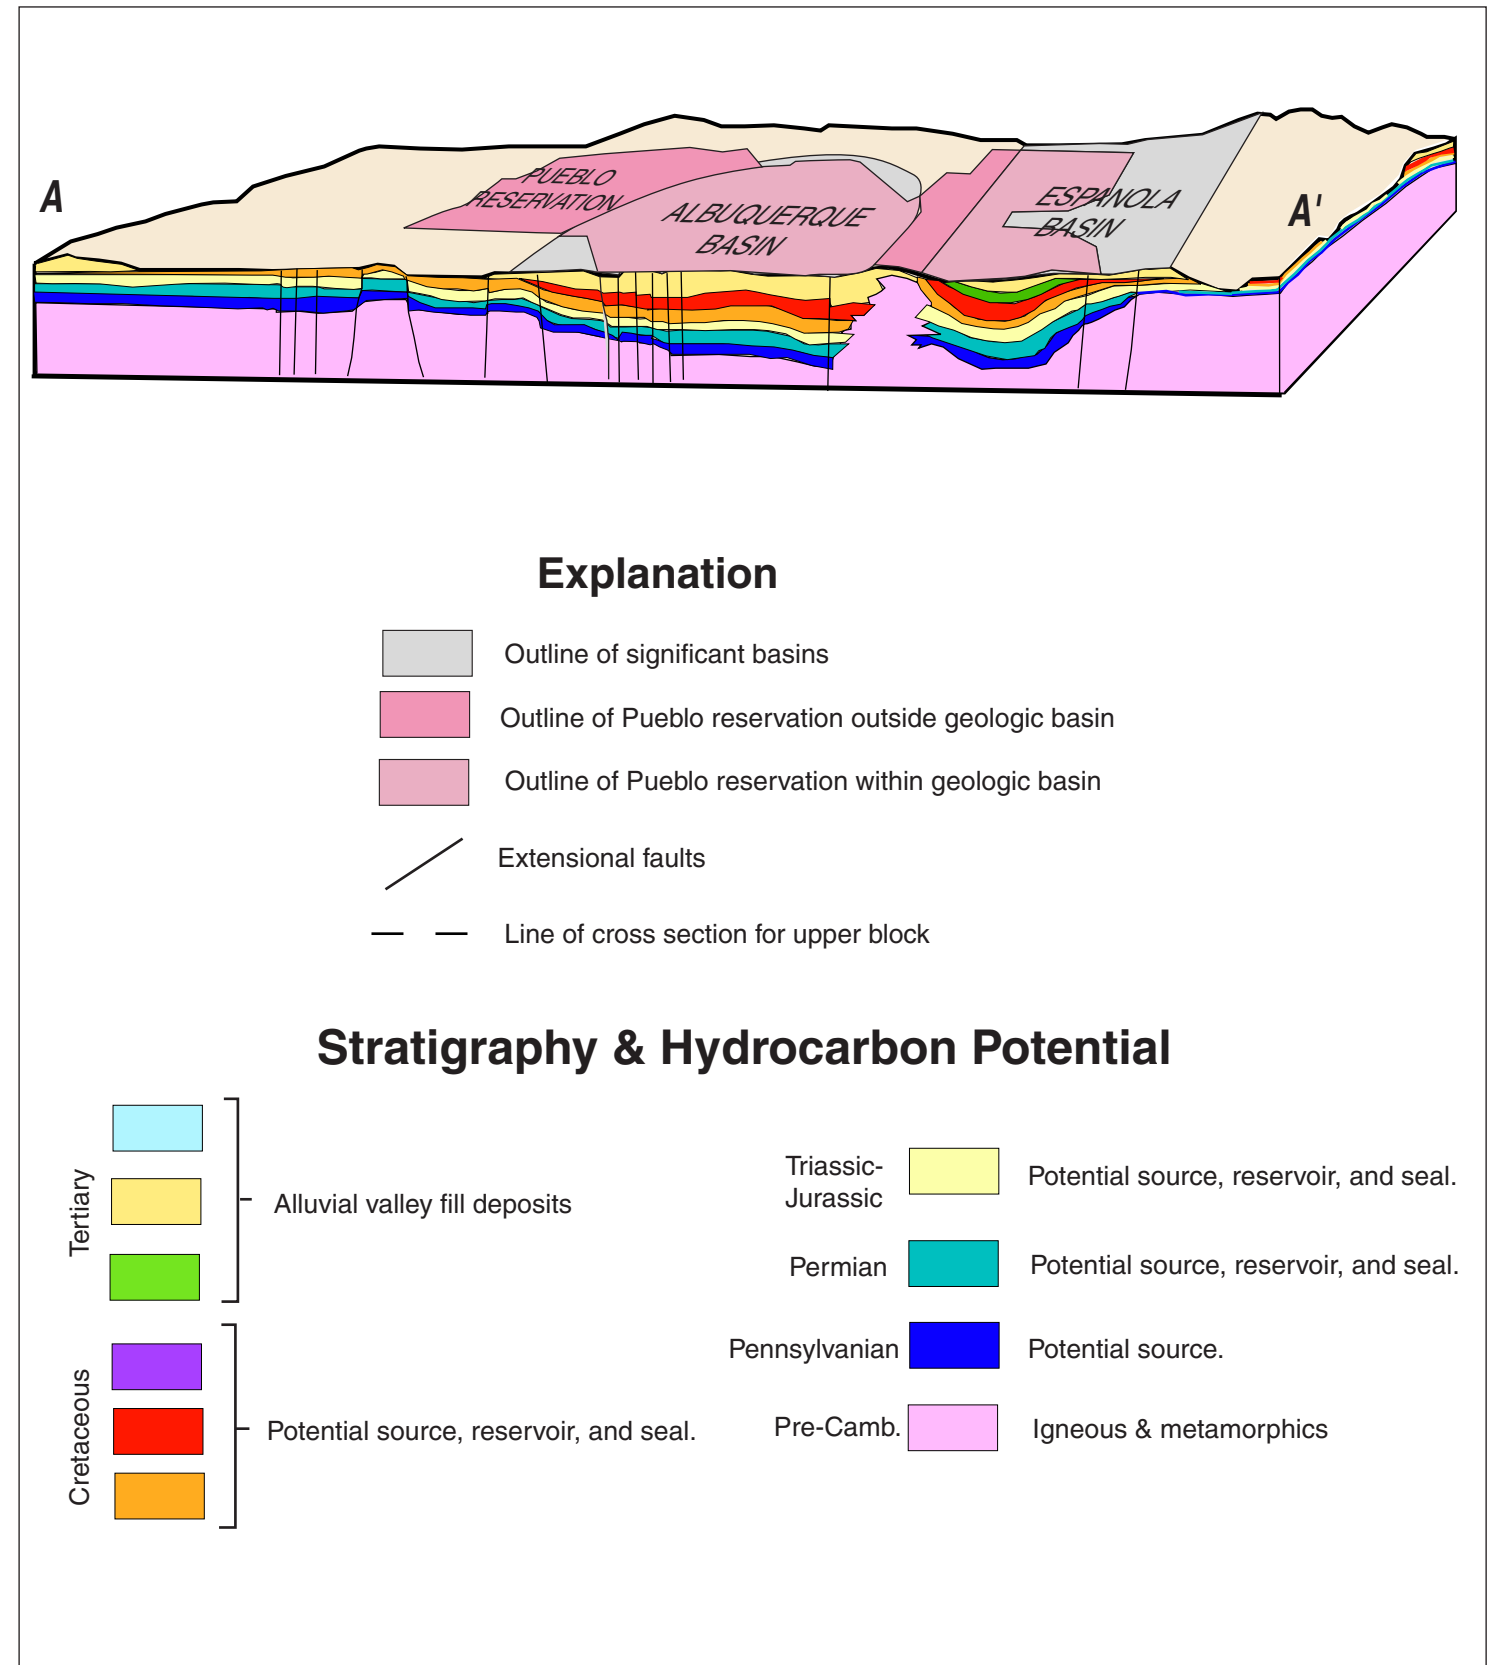 A
PUEBLO
RESERVATION
ALBUQUERQUE
BASIN
ESPANOLA
BASIN
A'
Explanation
Outline of significant basins
Outline of Pueblo reservation outside geologic basin
Outline of Pueblo reservation within geologic basin
Extensional faults
Line of cross section for upper block
Stratigraphy & Hydrocarbon Potential
Tertiary
Alluvial valley fill deposits
Cretaceous
Potential source, reservoir, and seal.
Triassic-
Jurassic
Potential source, reservoir, and seal.
Permian
Potential source, reservoir, and seal.
Pennsylvanian
Potential source.
Pre-Camb.
Igneous & metamorphics